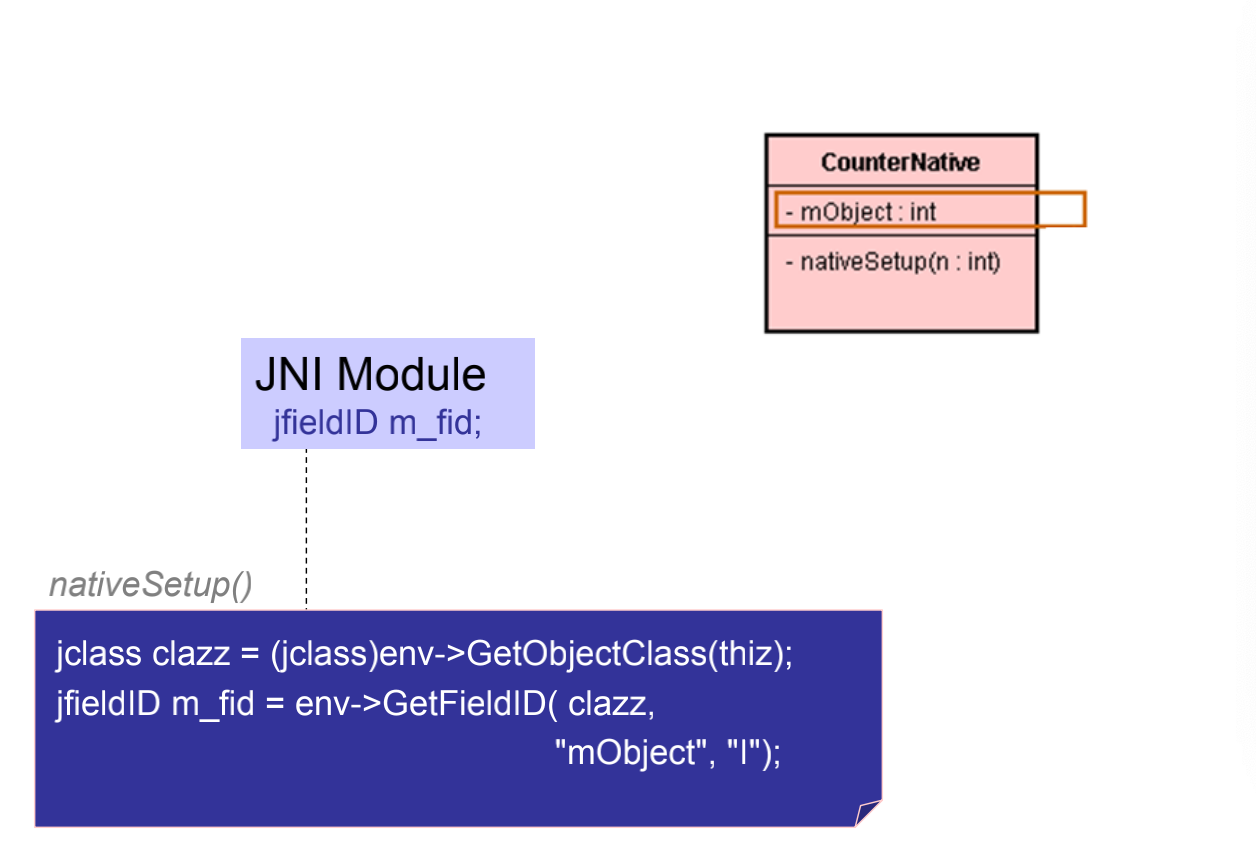 CounterNative
- mObject : int
- nativeSetup(n : int)
JNI Module
jfieldID m_fid;
nativeSetup()
jclass clazz = (jclass)env->GetObjectClass(thiz);
jfieldID m_fid = env->GetFieldID( clazz,
"mObject", "I");